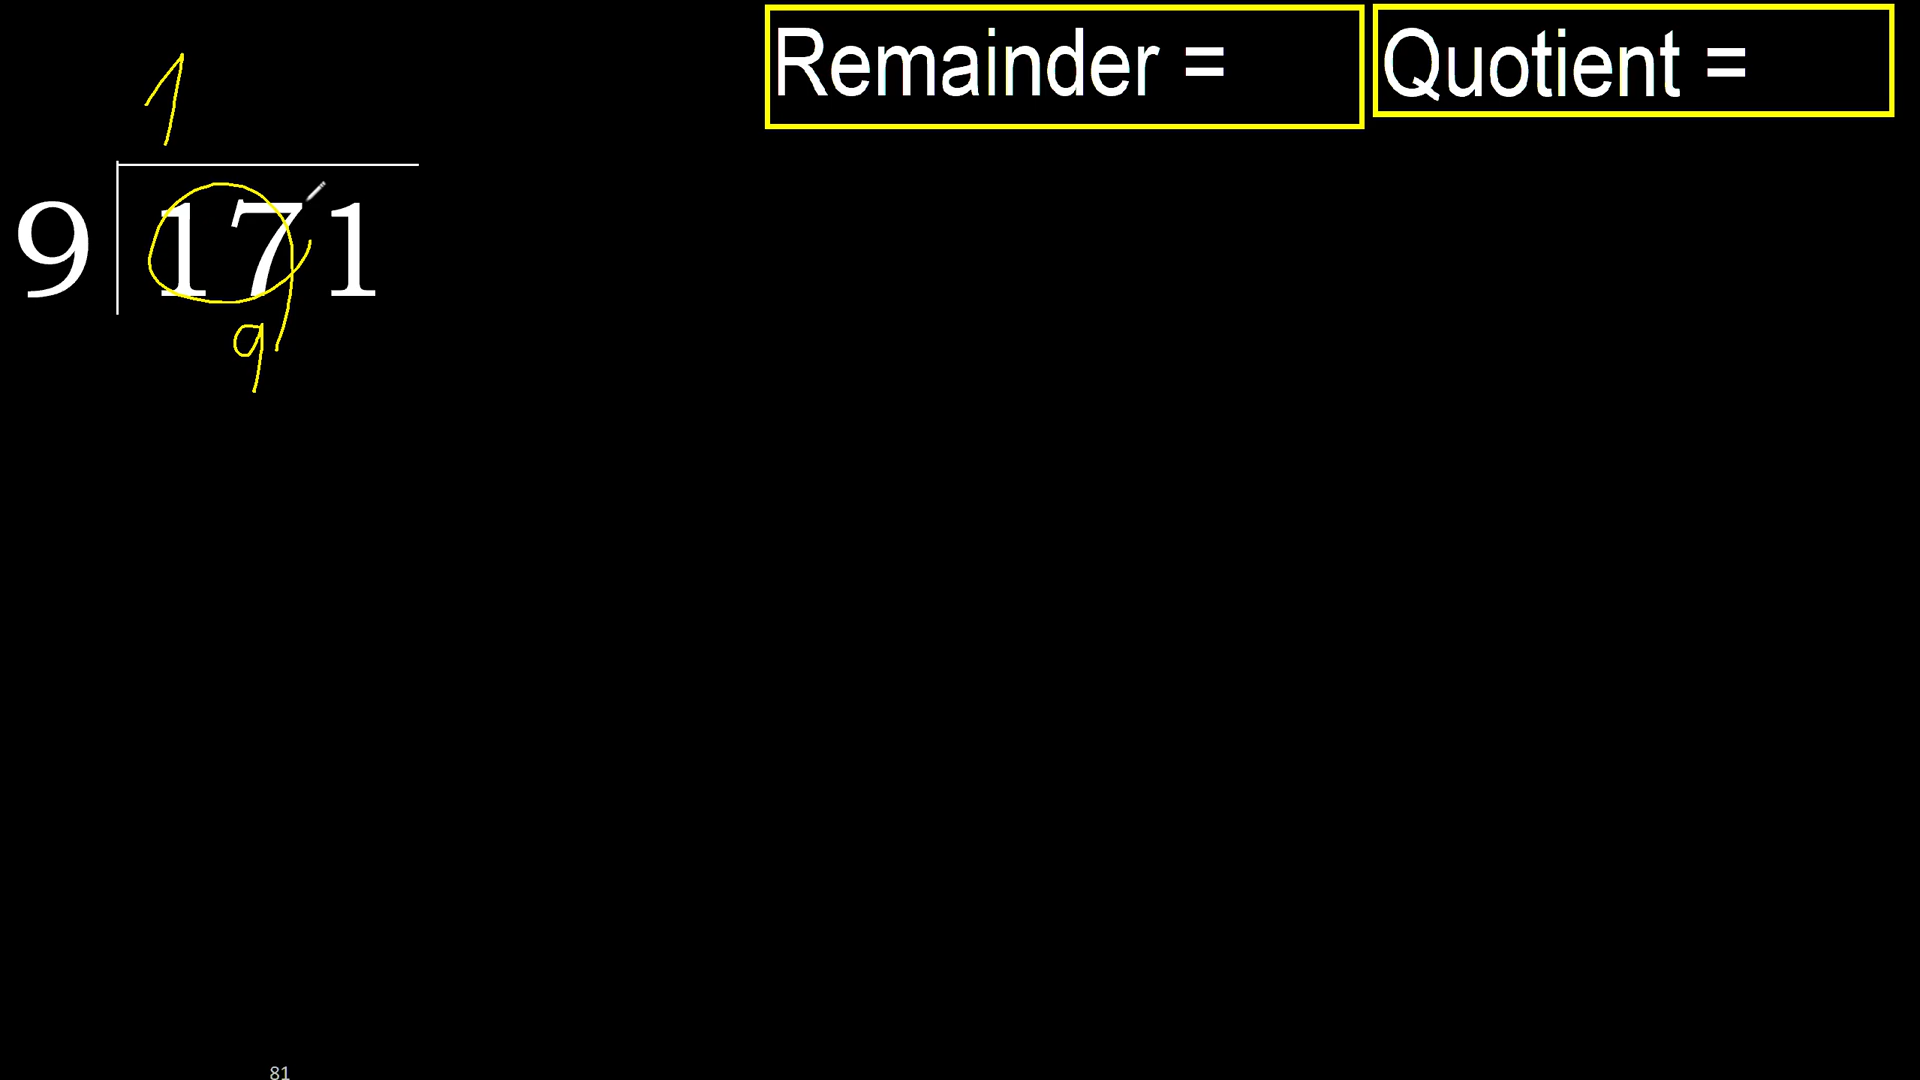 Remainder = Quotient =
1
9 171
9
81